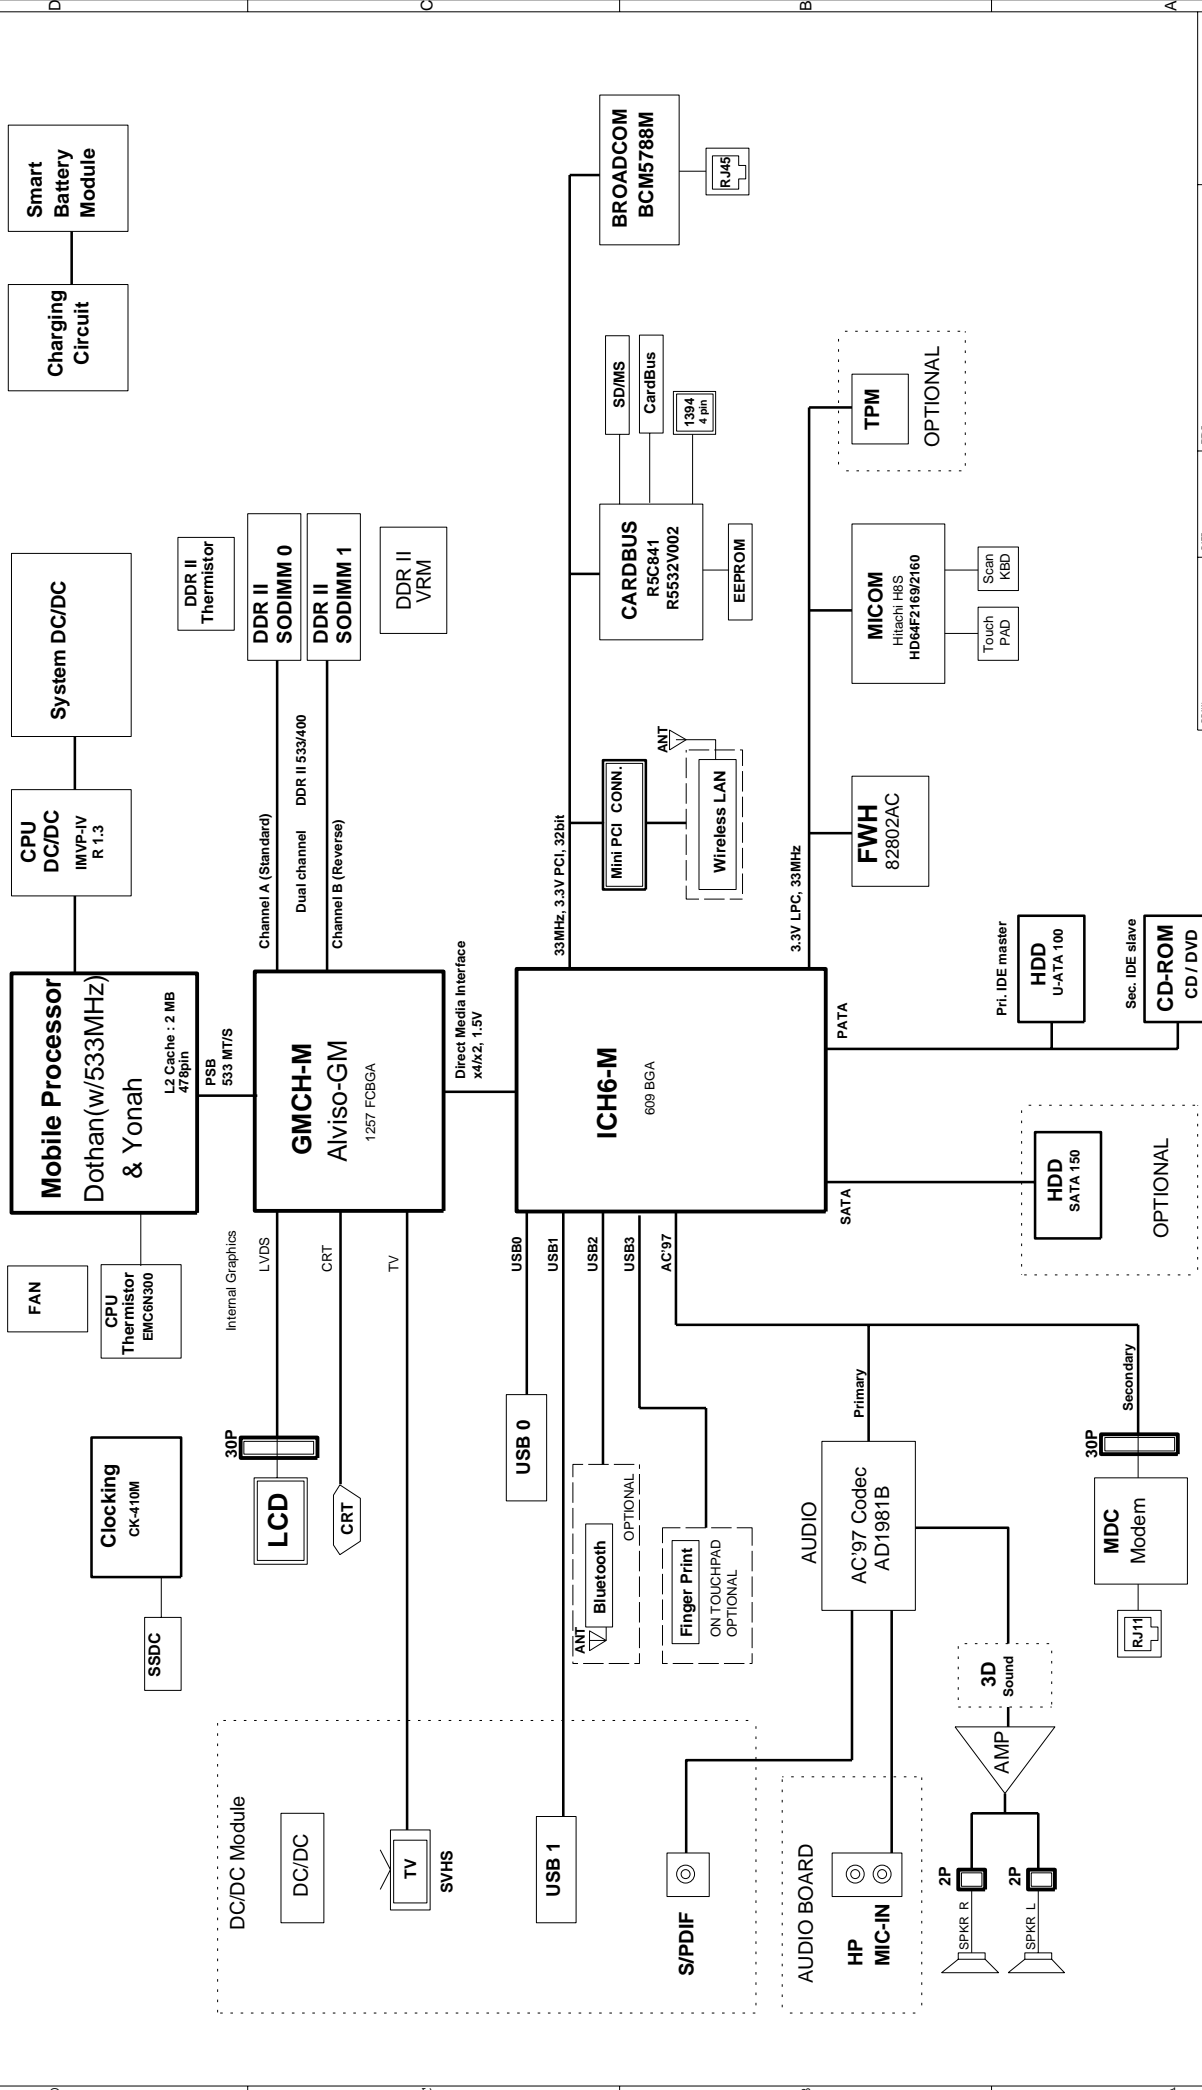 D
C
B
A
Smart
Battery
Module
Charging
Circuit
System DC/DC
CPU
DC/DC
IMVP-IV
R 1.3
Mobile Processor
Dothan(w/533MHz)
& Yonah
L2 Cache : 2 MB
478pin
FAN
CPU
Thermistor
EMC6N300
Clocking
CK-410M
SSDC
PSB
533 MT/S
DDR II
Thermistor
DDR II
SODIMM 0
DDR II
SODIMM 1
DDR II
VRM
Channel A (Standard)
Dual channel DDR II 533/400
Channel B (Reverse)
GMCH-M
Alviso-GM
1257 FCBGA
Internal Graphics
LVDS
CRT
TV
30P
LCD
CRT
DC/DC Module
DC/DC
TV
SVHS
USB 1
S/PDIF
Direct Media Interface
x4/x2, 1.5V
ICH6-M
609 BGA
USB0
USB1
USB2
USB3
AC'97
USB 0
Bluetooth
ANT
OPTIONAL
Finger Print
ON TOUCHPAD
OPTIONAL
33MHz, 3.3V PCI, 32bit
BROADCOM
BCM5788M
RJ45
SD/MS
CardBus
1394
4 pin
CARDBUS
R5C841
R5532V002
EEPROM
Mini PCI CONN.
ANT
Wireless LAN
3.3V LPC, 33MHz
TPM
OPTIONAL
MICOM
Hitachi H8S
HD64F2169/2160
Touch
PAD
Scan
KBD
FWH
82802AC
PATA
Pri. IDE master
HDD
U-ATA 100
Sec. IDE slave
CD-ROM
CD / DVD
SATA
HDD
SATA 150
OPTIONAL
Primary
Secondary
AUDIO
AC'97 Codec
AD1981B
30P
MDC
Modem
RJ11
3D
Sound
AMP
AUDIO BOARD
HP
MIC-IN
2P
SPKR R
2P
SPKR L